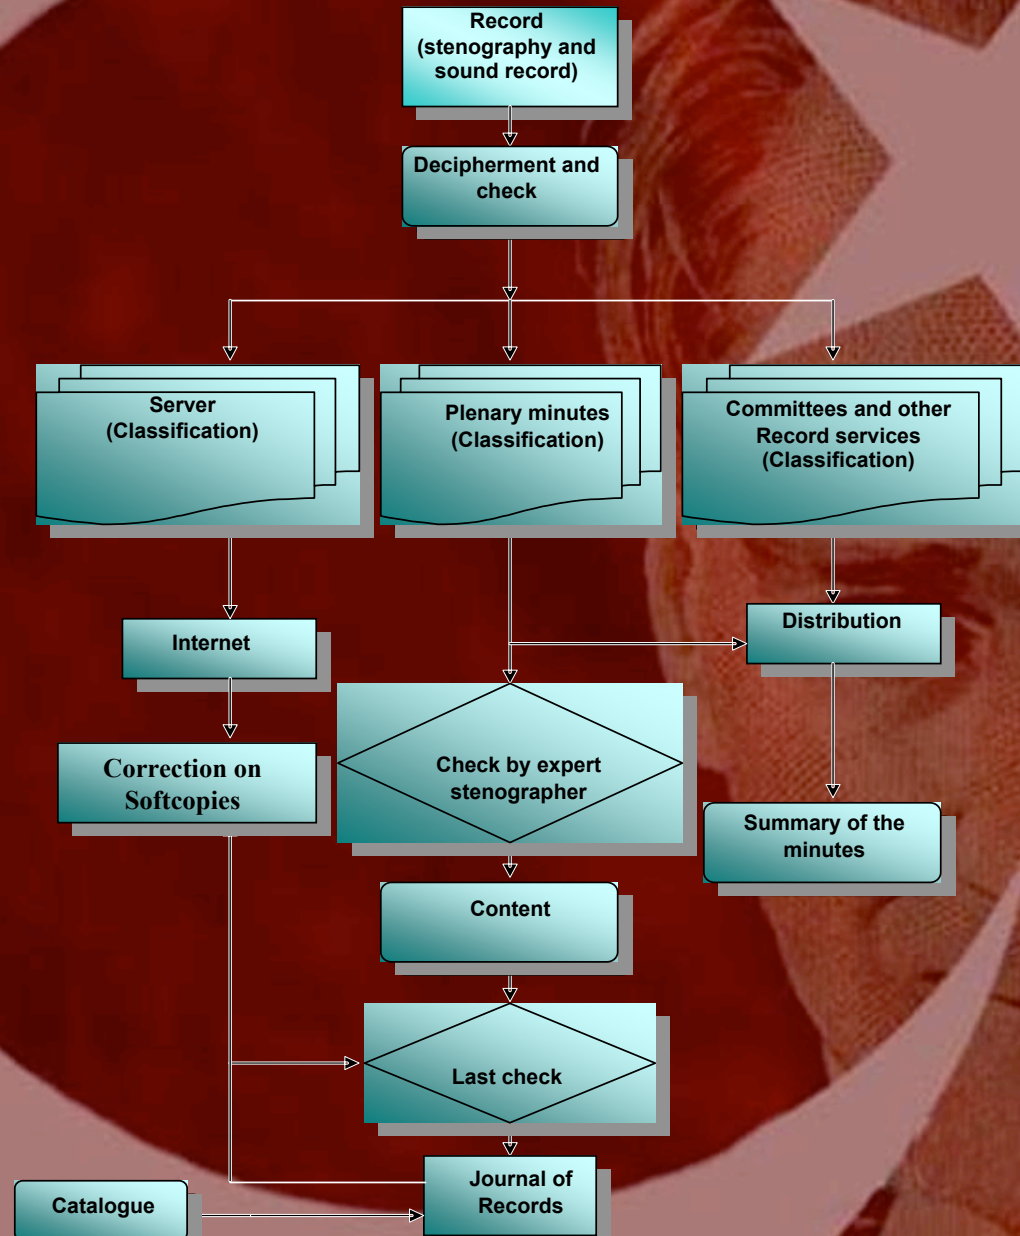 Record
(stenography and
sound record)
Decipherment and
check
Server
(Classification)
Plenary minutes
(Classification)
Committees and other
Record services
(Classification)
Internet
Distribution
Correction on
Softcopies
Check by expert
stenographer
Summary of the
minutes
Content
Last check
Journal of
Records
Catalogue